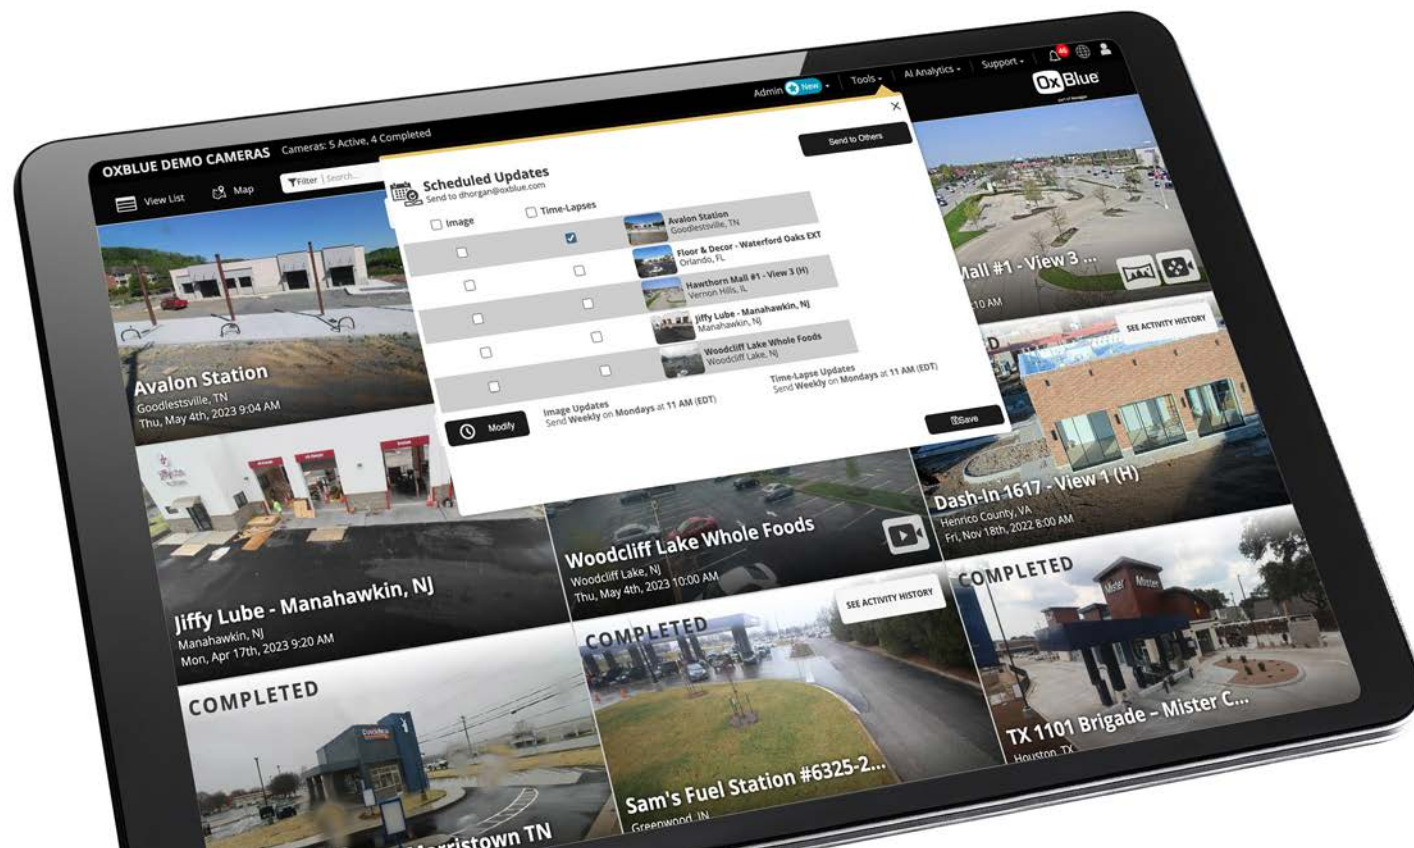 Admin New Tools AI Analytics Support 46
OxBlue
OXBLUE DEMO CAMERAS Cameras: 5 Active, 4 Completed
View List Map Filter Search...
Scheduled Updates
Send to dhorgan@oxblue.com
Send to Others
Image Time-Lapses
Avalon Station
Goodlestsville, TN
Floor & Decor - Waterford Oaks EXT
Orlando, FL
Hawthorn Mall #1 - View 3 (H)
Vernon Hills, IL
Jiffy Lube - Manahawkin, NJ
Manahawkin, NJ
Woodcliff Lake Whole Foods
Woodcliff Lake, NJ
Modify
Image Updates
Send Weekly on Mondays at 11 AM (EDT)
Time-Lapse Updates
Send Weekly on Mondays at 11 AM (EDT)
Save
Avalon Station
Goodlestsville, TN
Thu, May 4th, 2023 9:04 AM
Mall #1 - View 3 ...
:10 AM
Jiffy Lube - Manahawkin, NJ
Manahawkin, NJ
Mon, Apr 17th, 2023 9:20 AM
Woodcliff Lake Whole Foods
Woodcliff Lake, NJ
Thu, May 4th, 2023 10:00 AM
SEE ACTIVITY HISTORY
Dash-In 1617 - View 1 (H)
Henrico County, VA
Fri, Nov 18th, 2022 8:00 AM
COMPLETED
Morristown TN
COMPLETED
SEE ACTIVITY HISTORY
Sam's Fuel Station #6325-2...
Greenwood, IN
COMPLETED
Mister Mister
TX 1101 Brigade – Mister C...
Houston, TX